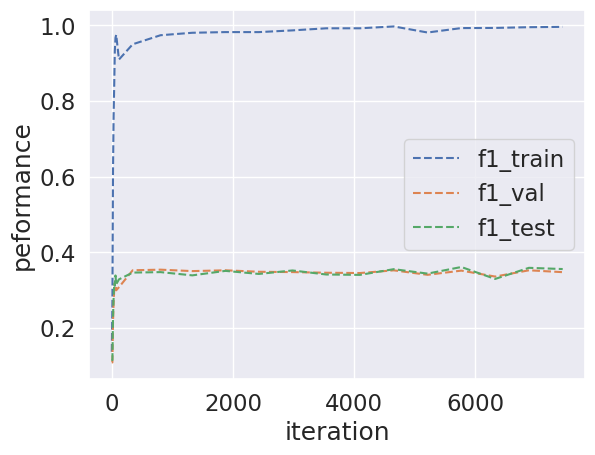 1.0
0.8
0.6
0.4
0.2
peformance
f1_train
f1_val
f1_test
0 2000 4000 6000
iteration